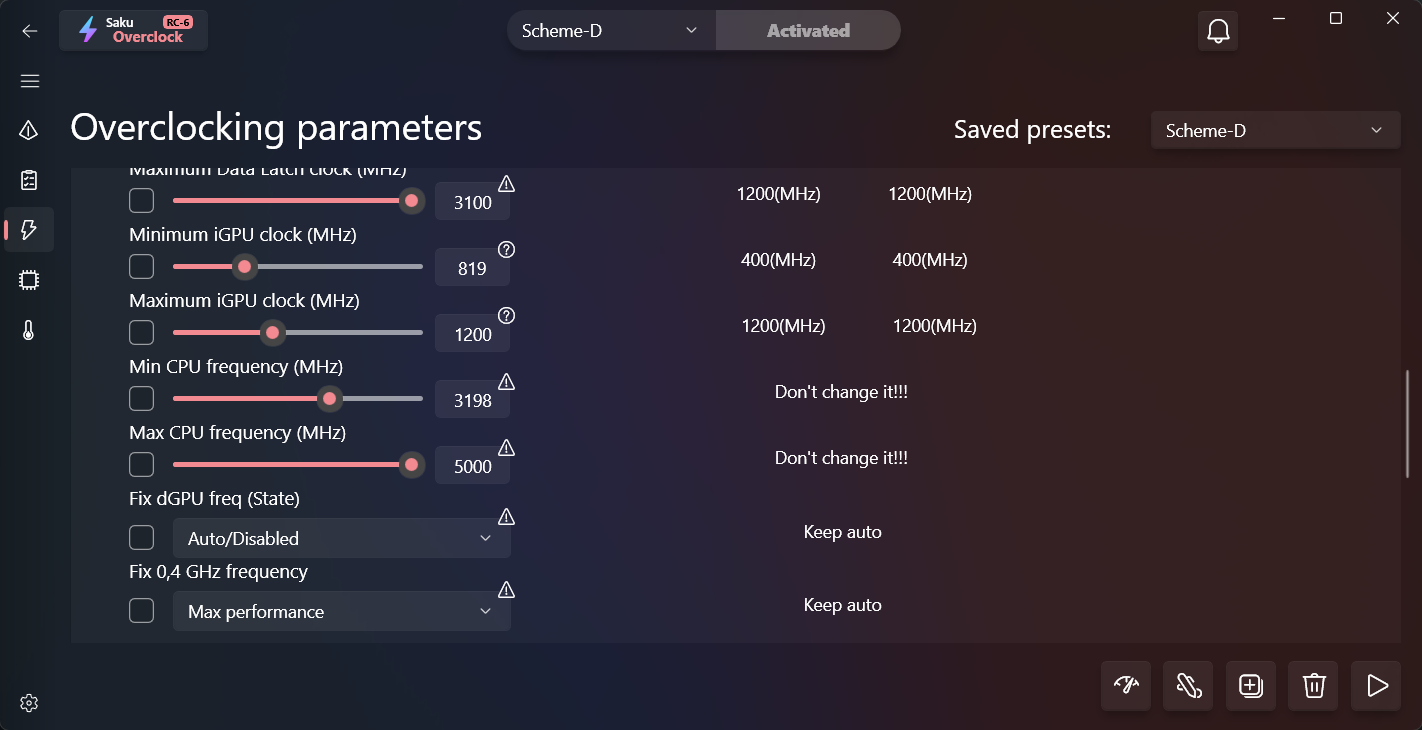 Saku RC-6
Overclock
Scheme-D Activated
Overclocking parameters
Saved presets: Scheme-D
Maximum Data Latch clock (MHz)
3100 1200(MHz) 1200(MHz)
Minimum iGPU clock (MHz)
819 400(MHz) 400(MHz)
Maximum iGPU clock (MHz)
1200 1200(MHz) 1200(MHz)
Min CPU frequency (MHz)
3198 Don't change it!!!
Max CPU frequency (MHz)
5000 Don't change it!!!
Fix dGPU freq (State)
Auto/Disabled Keep auto
Fix 0,4 GHz frequency
Max performance Keep auto